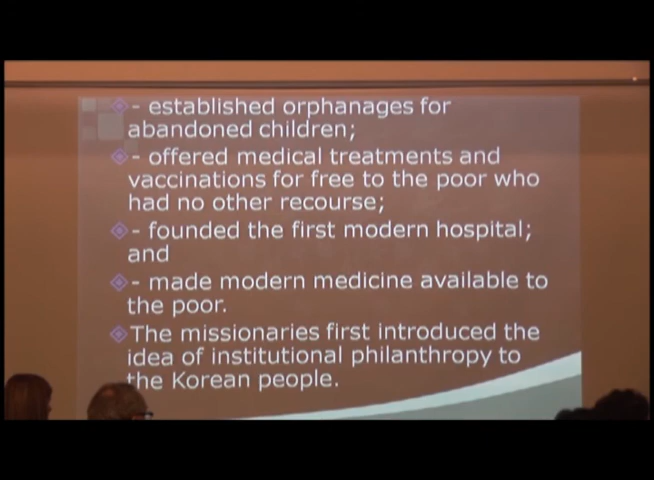 - established orphanages for
abandoned children;
- offered medical treatments and
vaccinations for free to the poor who
had no other recourse;
- founded the first modern hospital;
and
- made modern medicine available to
the poor.
The missionaries first introduced the
idea of institutional philanthropy to
the Korean people.